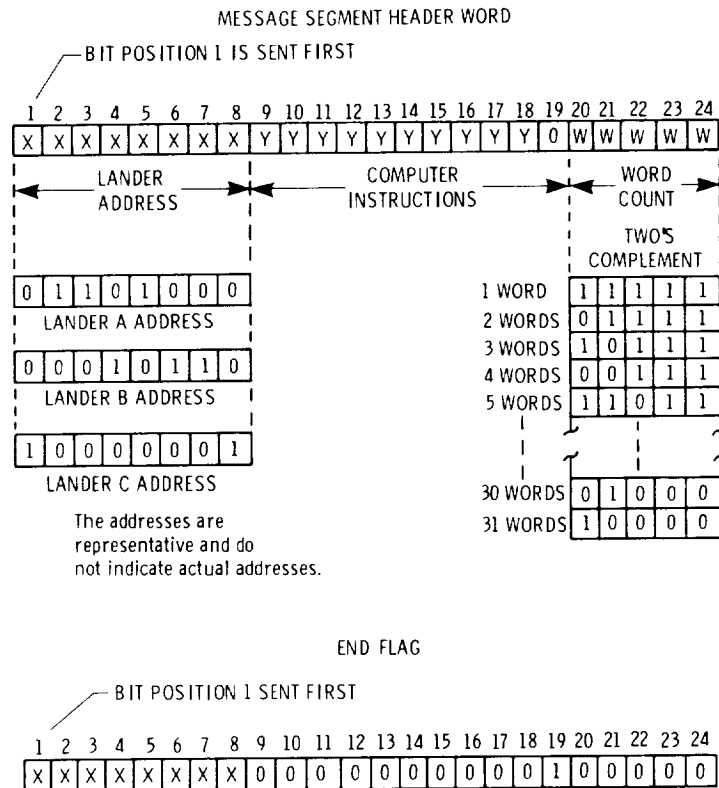 MESSAGE SEGMENT HEADER WORD
BIT POSITION 1 IS SENT FIRST
1 2 3 4 5 6 7 8 9 10 11 12 13 14 15 16 17 18 19 20 21 22 23 24
X X X X X X X X Y Y Y Y Y Y Y Y Y Y 0 W W W W W
LANDER ADDRESS
COMPUTER INSTRUCTIONS
WORD COUNT
TWO'S COMPLEMENT
0 1 1 0 1 0 0 0
LANDER A ADDRESS
0 0 0 1 0 1 1 0
LANDER B ADDRESS
1 0 0 0 0 0 0 1
LANDER C ADDRESS
The addresses are
representative and do
not indicate actual addresses.
1 WORD 1 1 1 1 1
2 WORDS 0 1 1 1 1
3 WORDS 1 0 1 1 1
4 WORDS 0 0 1 1 1
5 WORDS 1 1 0 1 1
30 WORDS 0 1 0 0 0
31 WORDS 1 0 0 0 0
END FLAG
BIT POSITION 1 SENT FIRST
1 2 3 4 5 6 7 8 9 10 11 12 13 14 15 16 17 18 19 20 21 22 23 24
X X X X X X X X 0 0 0 0 0 0 0 0 0 0 1 0 0 0 0 0